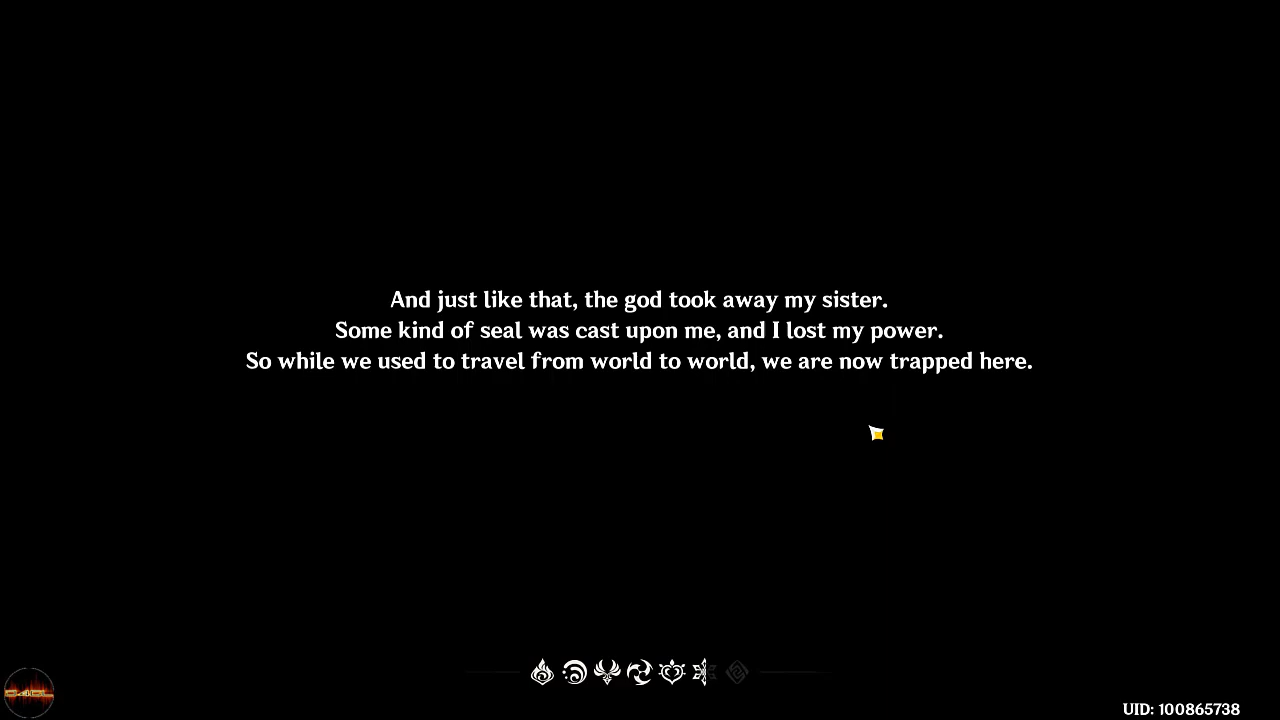 And just like that, the god took away my sister.
Some kind of seal was cast upon me, and I lost my power.
So while we used to travel from world to world, we are now trapped here.
UID: 100865738